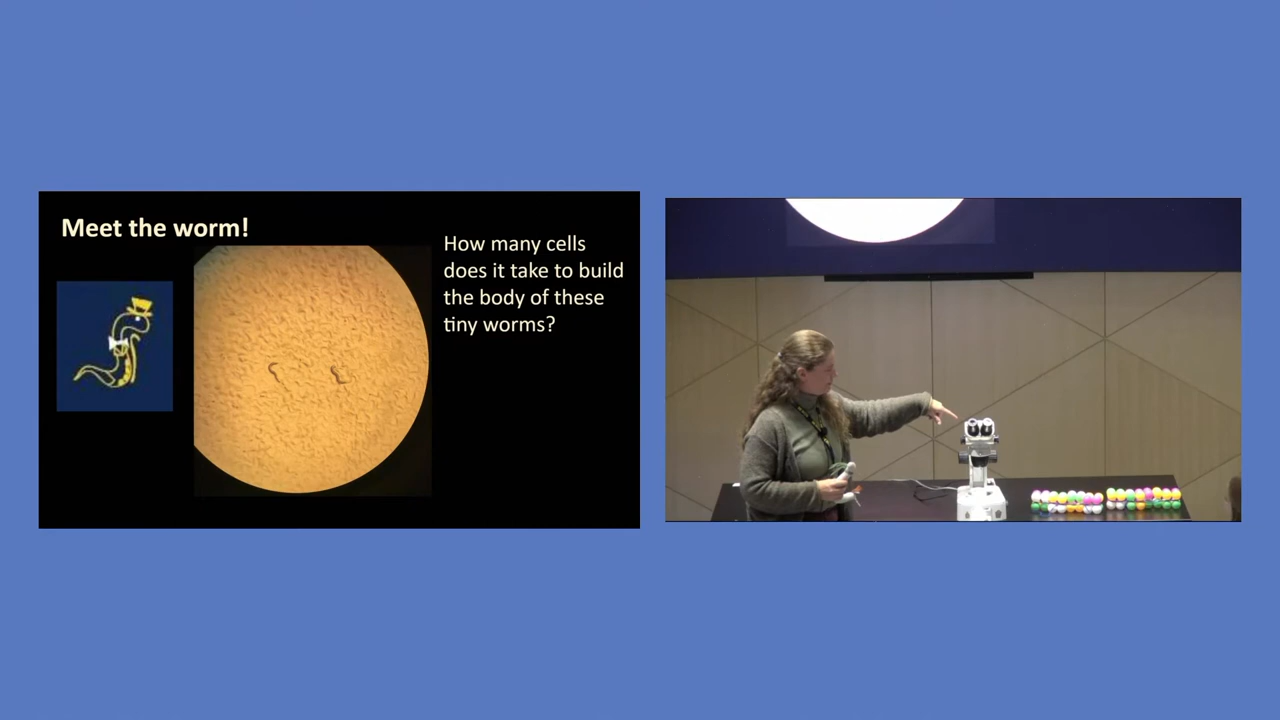 Meet the worm!
How many cells
does it take to build
the body of these
tiny worms?